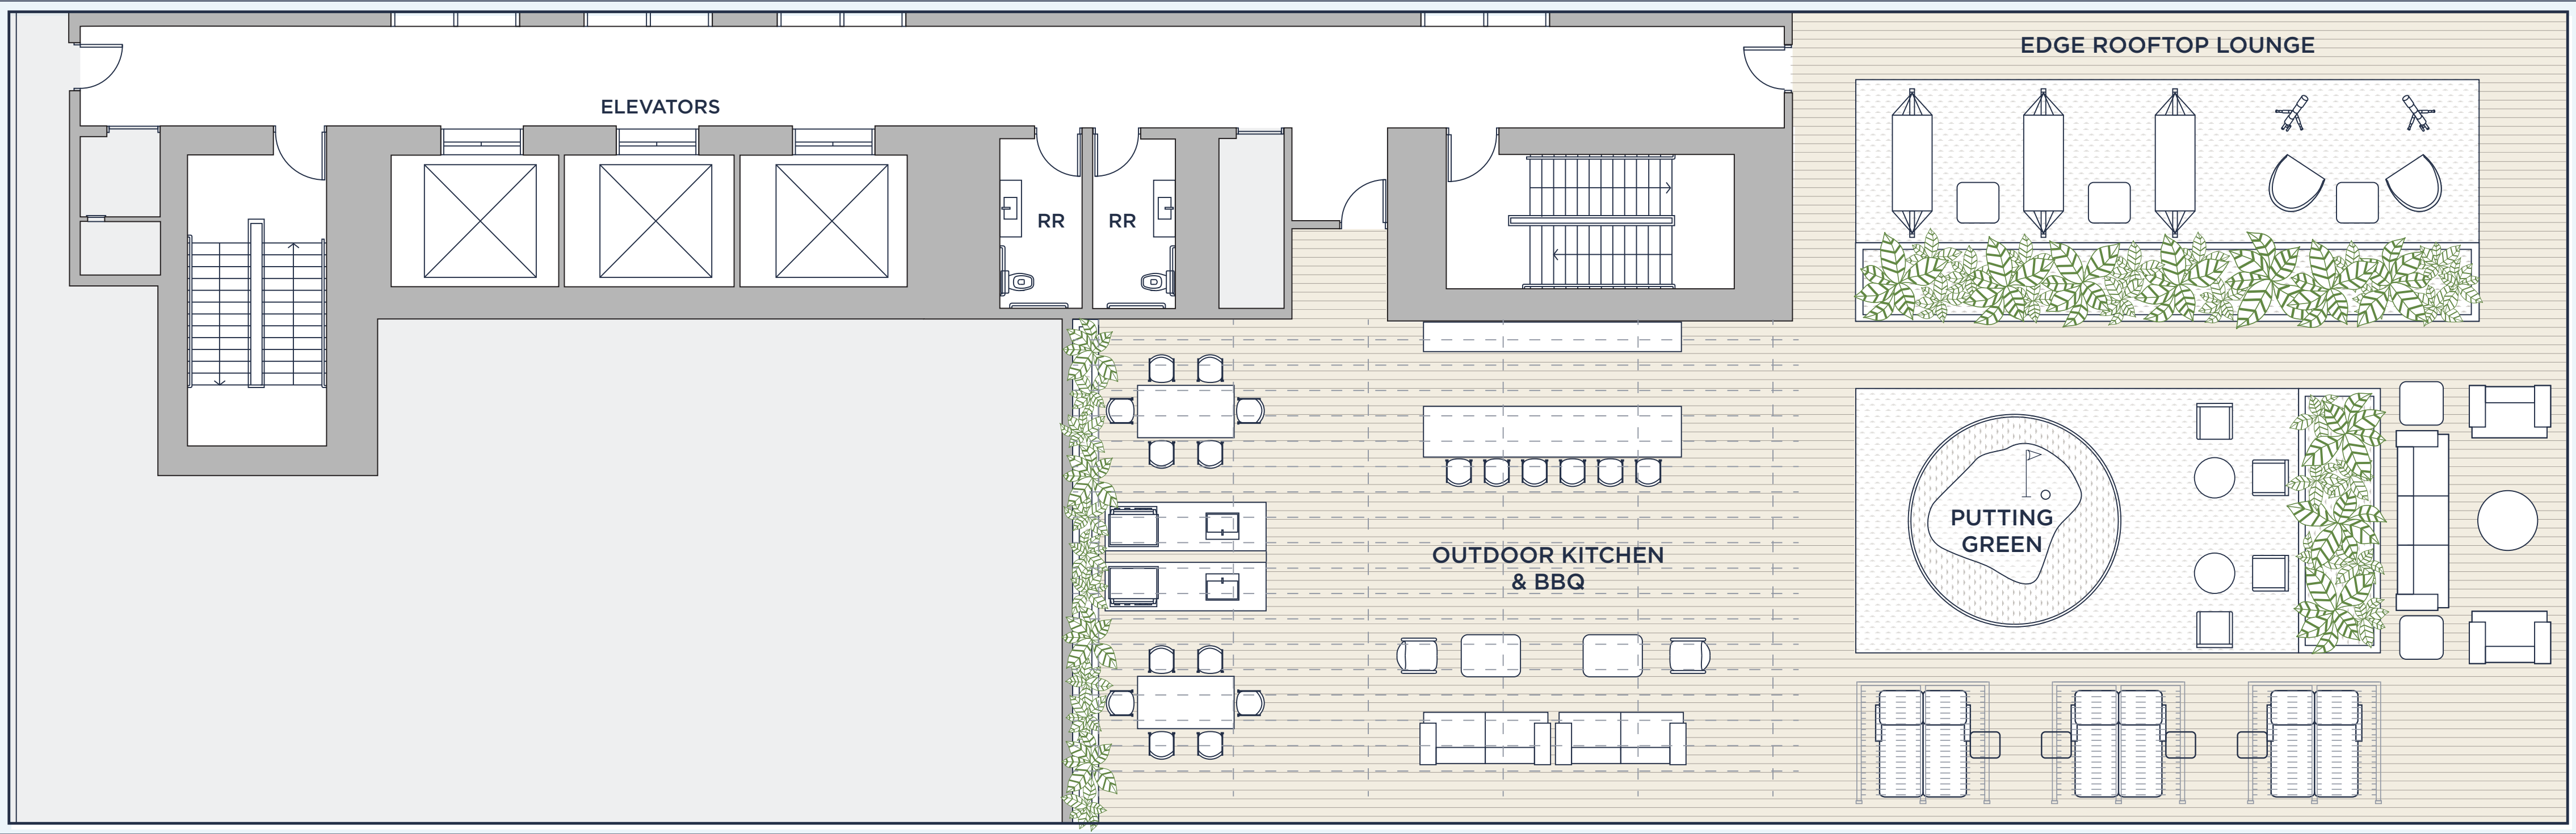 EDGE ROOFTOP LOUNGE
ELEVATORS
RR
RR
PUTTING
GREEN
OUTDOOR KITCHEN
& BBQ